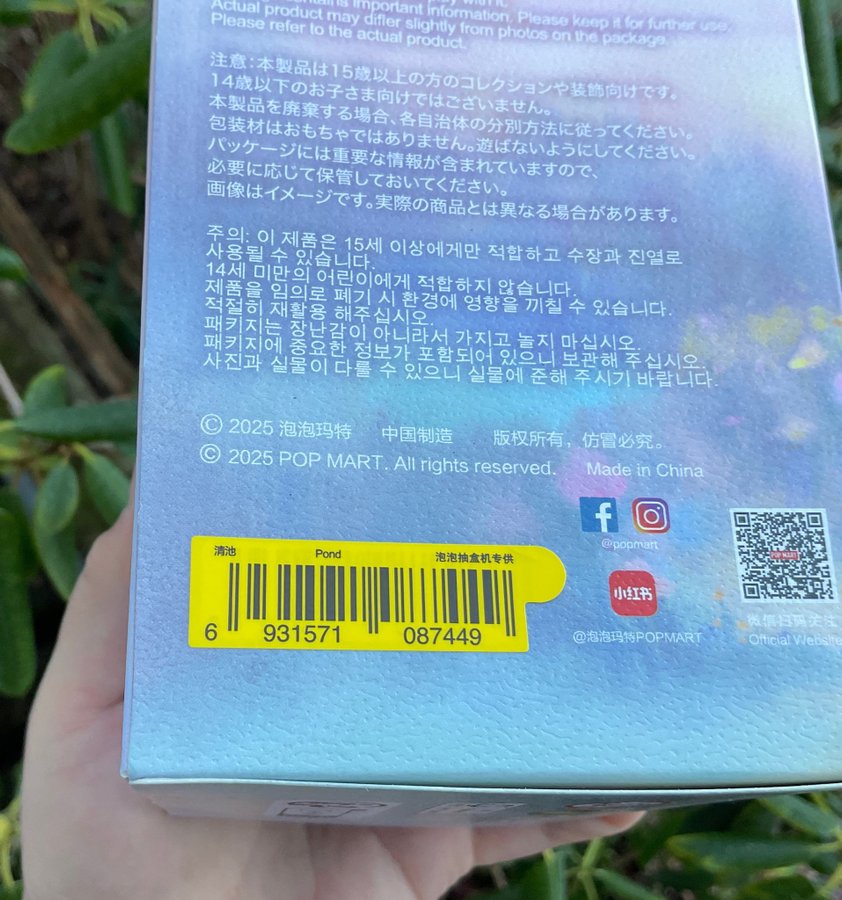 contains important information. Please keep it for further use.
Actual product may differ slightly from photos on the package.
Please refer to the actual product.
注意:本製品は15歳以上の方のコレクションや装飾向けです。
14歳以下のお子さま向けではございません。
本製品を廃棄する場合、各自治体の分別方法に従ってください。
包装材はおもちゃではありません。遊ばないようにしてください。
パッケージには重要な情報が含まれていますので、
必要に応じて保管しておいてください。
画像はイメージです。実際の商品とは異なる場合があります。
주의: 이 제품은 15세 이상에게만 적합하고 수장과 진열로
사용될 수 있습니다.
14세 미만의 어린이에게 적합하지 않습니다.
제품을 임의로 폐기 시 환경에 영향을 끼칠 수 있습니다.
적절히 재활용 해주십시오.
패키지는 장난감이 아니라서 가지고 놀지 마십시오.
패키지에 중요한 정보가 포함되어 있으니 보관해 주십시오.
사진과 실물이 다를 수 있으니 실물에 준해 주시기 바랍니다.
© 2025 泡泡玛特 中国制造 版权所有，仿冒必究。
© 2025 POP MART. All rights reserved. Made in China
@popmart
清池 Pond 泡泡抽盒机专供
6 931571 087449
小红书
@泡泡玛特POPMART
POP MART
微信扫码关注
Official Website